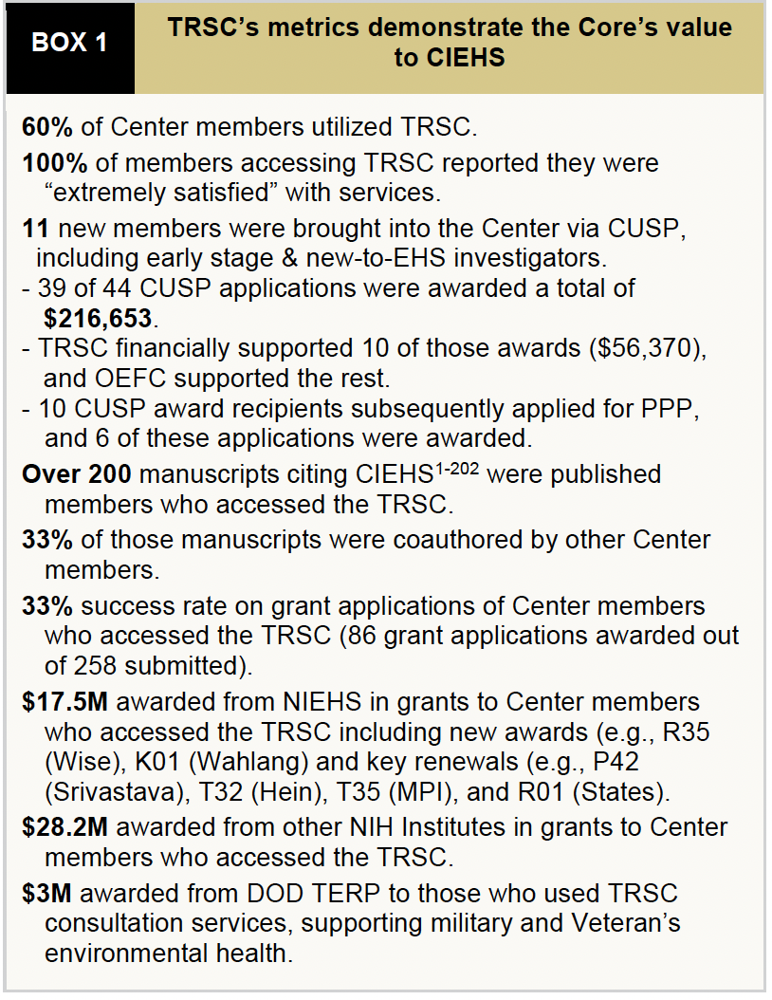 BOX 1
TRSC’s metrics demonstrate the Core’s value
to CIEHS
60% of Center members utilized TRSC.
100% of members accessing TRSC reported they were
“extremely satisfied” with services.
11 new members were brought into the Center via CUSP,
including early stage & new-to-EHS investigators.
- 39 of 44 CUSP applications were awarded a total of
$216,653.
- TRSC financially supported 10 of those awards ($56,370),
and OEFC supported the rest.
- 10 CUSP award recipients subsequently applied for PPP,
and 6 of these applications were awarded.
Over 200 manuscripts citing CIEHS1-202 were published
members who accessed the TRSC.
33% of those manuscripts were coauthored by other Center
members.
33% success rate on grant applications of Center members
who accessed the TRSC (86 grant applications awarded out
of 258 submitted).
$17.5M awarded from NIEHS in grants to Center members
who accessed the TRSC including new awards (e.g., R35
(Wise), K01 (Wahlang) and key renewals (e.g., P42
(Srivastava), T32 (Hein), T35 (MPI), and R01 (States).
$28.2M awarded from other NIH Institutes in grants to Center
members who accessed the TRSC.
$3M awarded from DOD TERP to those who used TRSC
consultation services, supporting military and Veteran’s
environmental health.